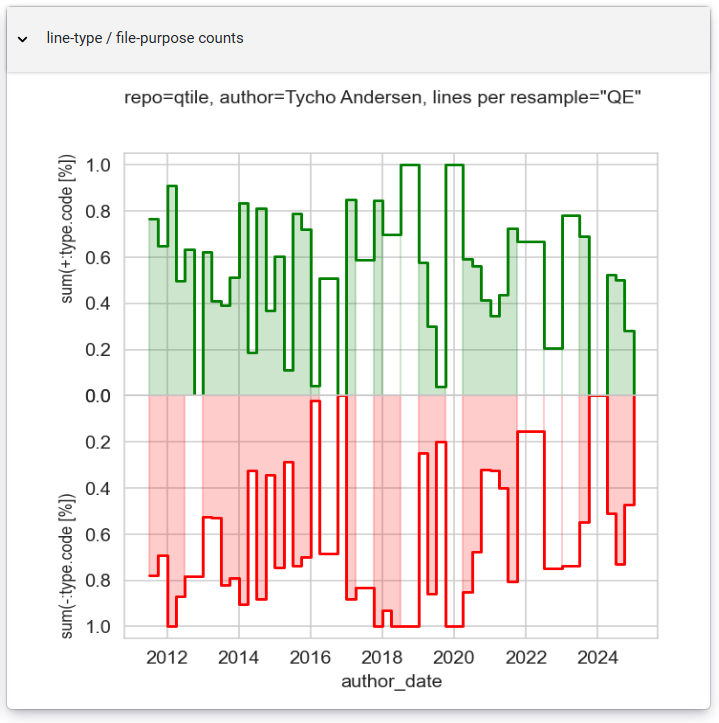 line-type / file-purpose counts
repo=qtile, author=Tycho Andersen, lines per resample="QE"
sum(+:type.code [%])
1.0
0.8
0.6
0.4
0.2
0.0
sum(-:type.code [%])
0.2
0.4
0.6
0.8
1.0
2012 2014 2016 2018 2020 2022 2024
author_date